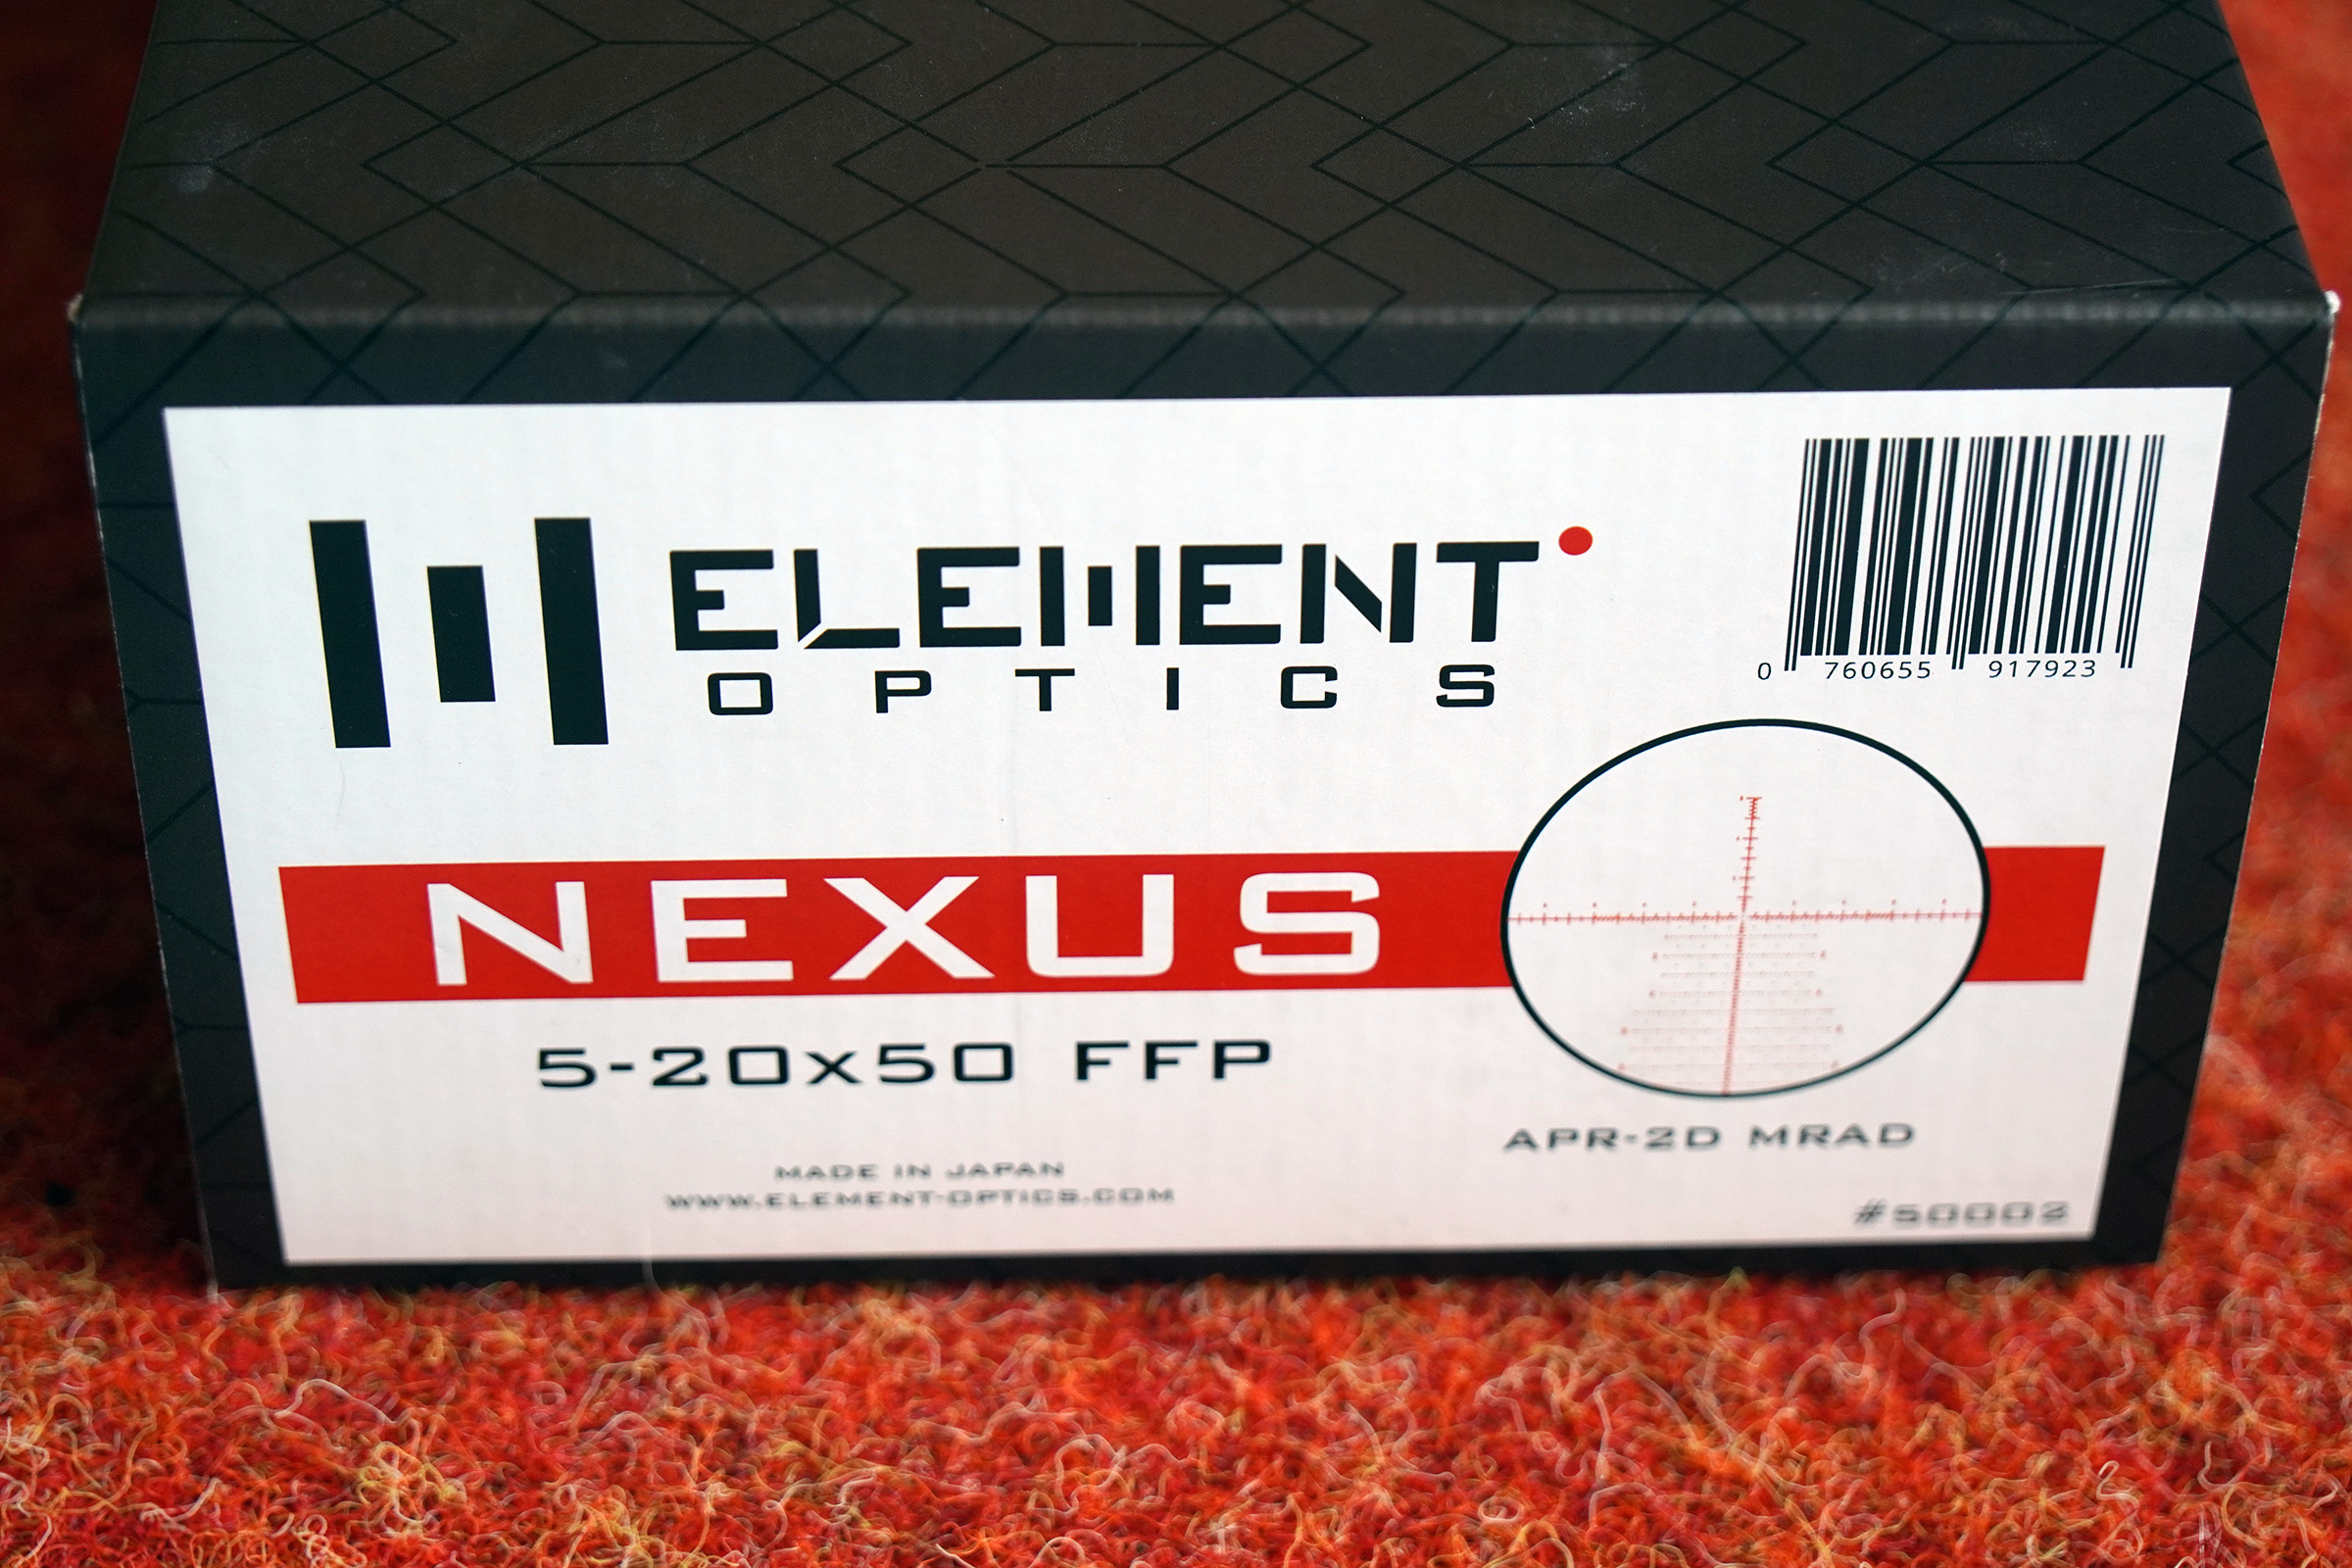 ELEMENT
OPTICS
0 760655 917923
NEXUS
5-20x50 FFP
APR-2D MRAD
MADE IN JAPAN
WWW.ELEMENT-OPTICS.COM
#50002